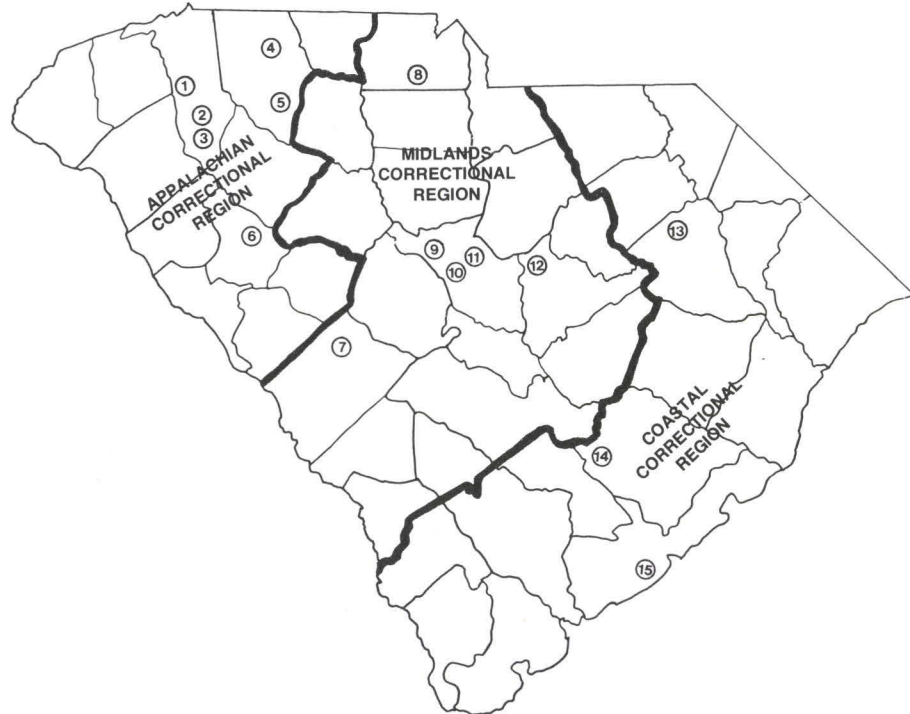 1
2
3
4
5
8
APPALACHIAN
CORRECTIONAL
REGION
MIDLANDS
CORRECTIONAL
REGION
6
9
10
11
12
13
7
COASTAL
CORRECTIONAL
REGION
14
15